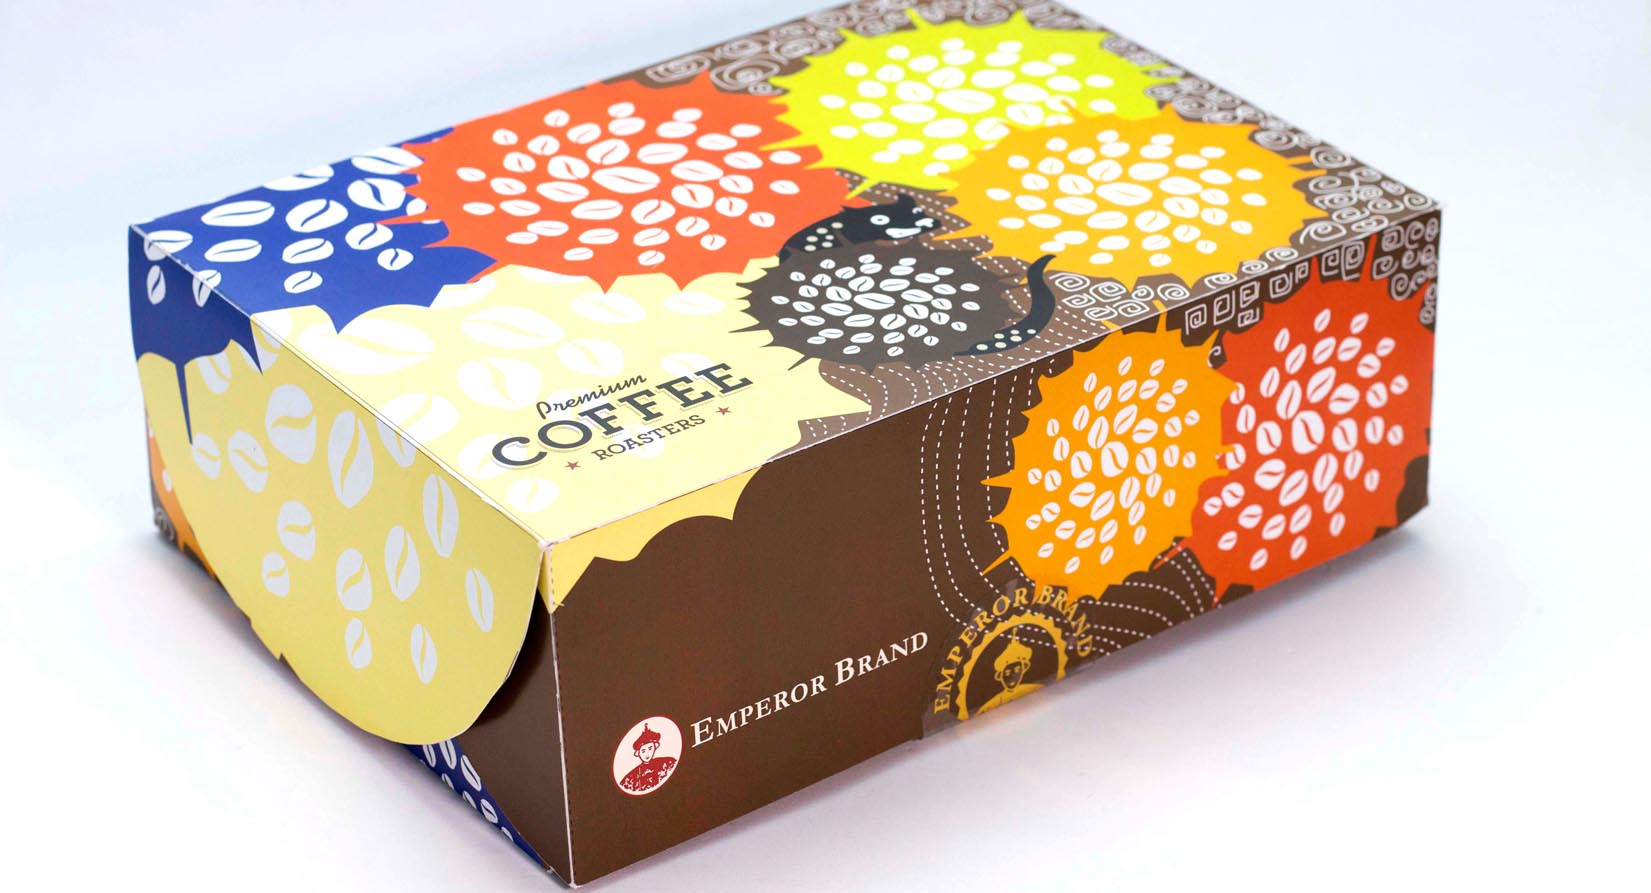 Premium
COFFEE
ROASTERS
EMPEROR BRAND
EMPEROR BRAND